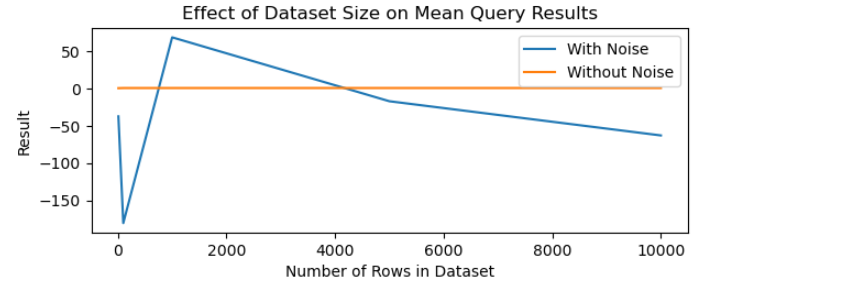 Effect of Dataset Size on Mean Query Results
With Noise
Without Noise
50
0
−50
−100
−150
Result
0 2000 4000 6000 8000 10000
Number of Rows in Dataset